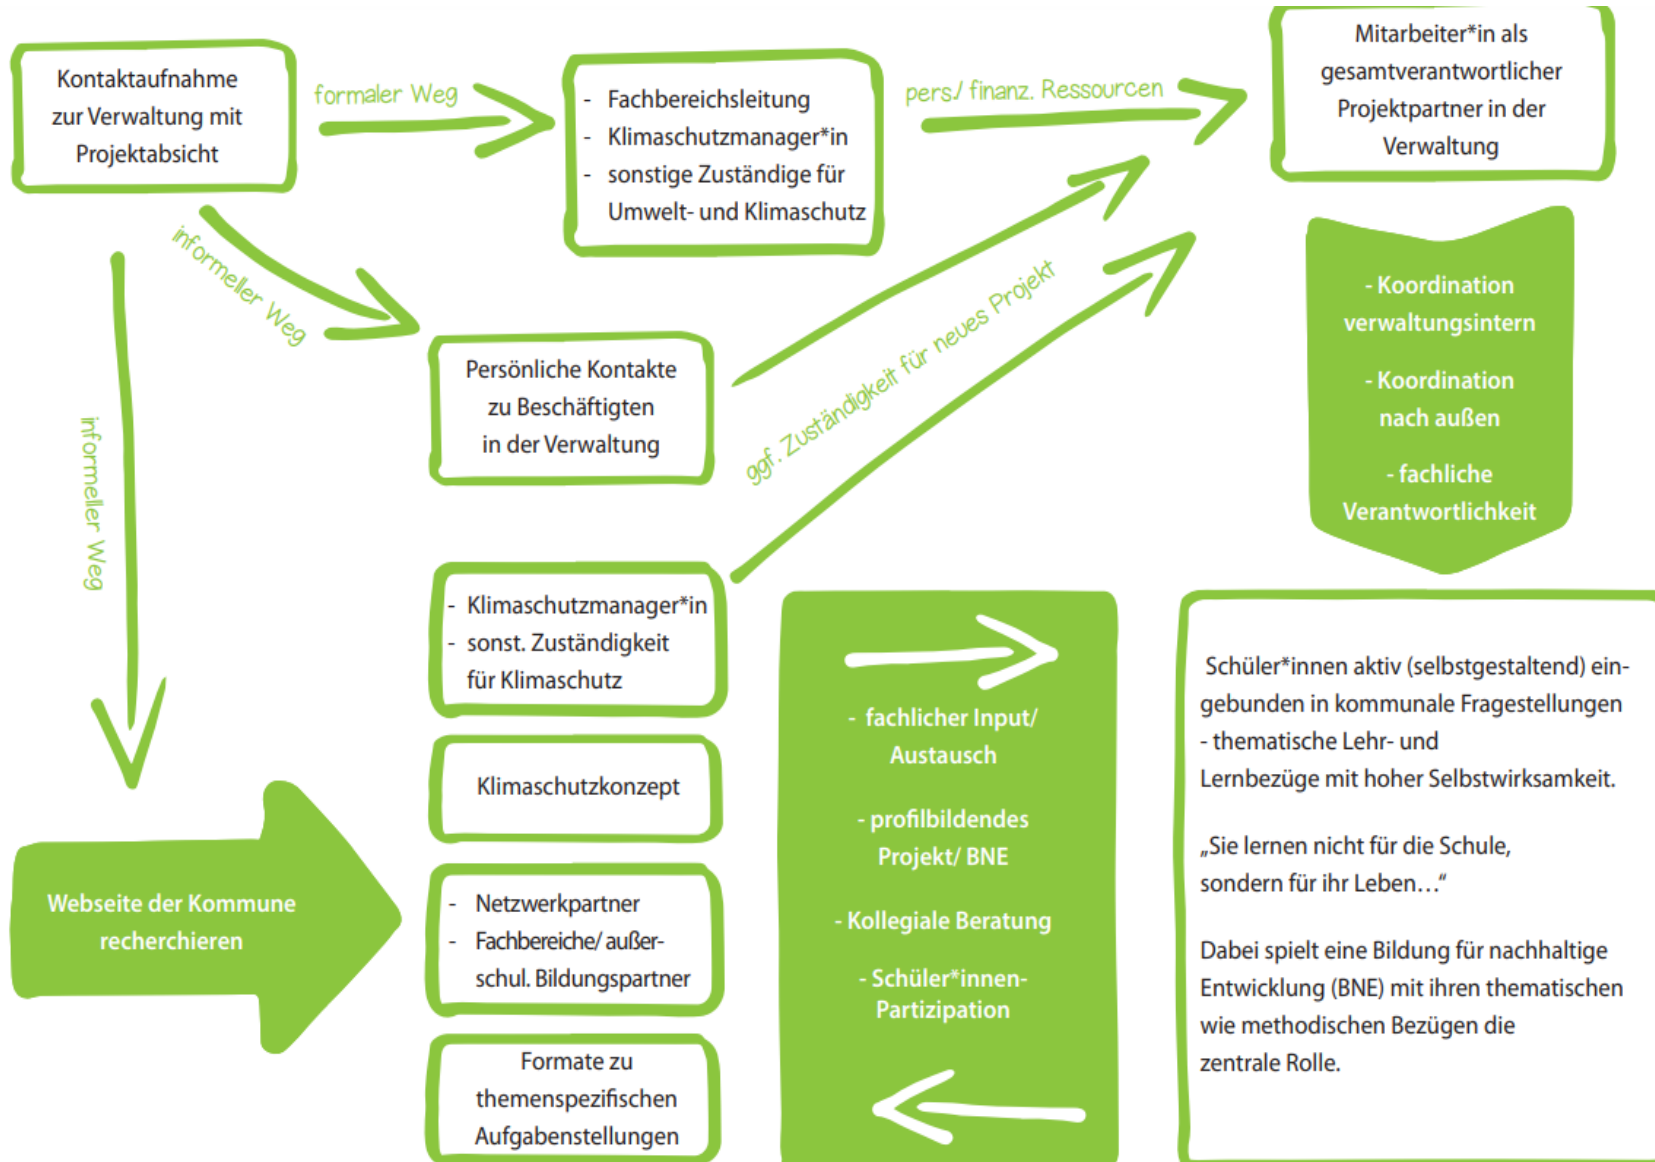 Kontaktaufnahme
zur Verwaltung mit
Projektabsicht
formaler Weg
- Fachbereichsleitung
- Klimaschutzmanager*in
- sonstige Zuständige für
Umwelt- und Klimaschutz
pers./ finanz. Ressourcen
Mitarbeiter*in als
gesamtverantwortlicher
Projektpartner in der
Verwaltung
informeller Weg
Persönliche Kontakte
zu Beschäftigten
in der Verwaltung
ggf. Zuständigkeit für neues Projekt
- Koordination
verwaltungsintern
- Koordination
nach außen
- fachliche
Verantwortlichkeit
informeller Weg
Webseite der Kommune
recherchieren
- Klimaschutzmanager*in
- sonst. Zuständigkeit
für Klimaschutz
Klimaschutzkonzept
- Netzwerkpartner
- Fachbereiche/ außer-
schul. Bildungspartner
Formate zu
themenspezifischen
Aufgabenstellungen
- fachlicher Input/
Austausch
- profilbildendes
Projekt/ BNE
- Kollegiale Beratung
- Schüler*innen-
Partizipation
Schüler*innen aktiv (selbstgestaltend) ein-
gebunden in kommunale Fragestellungen
- thematische Lehr- und
Lernbezüge mit hoher Selbstwirksamkeit.
„Sie lernen nicht für die Schule,
sondern für ihr Leben…“
Dabei spielt eine Bildung für nachhaltige
Entwicklung (BNE) mit ihren thematischen
wie methodischen Bezügen die
zentrale Rolle.